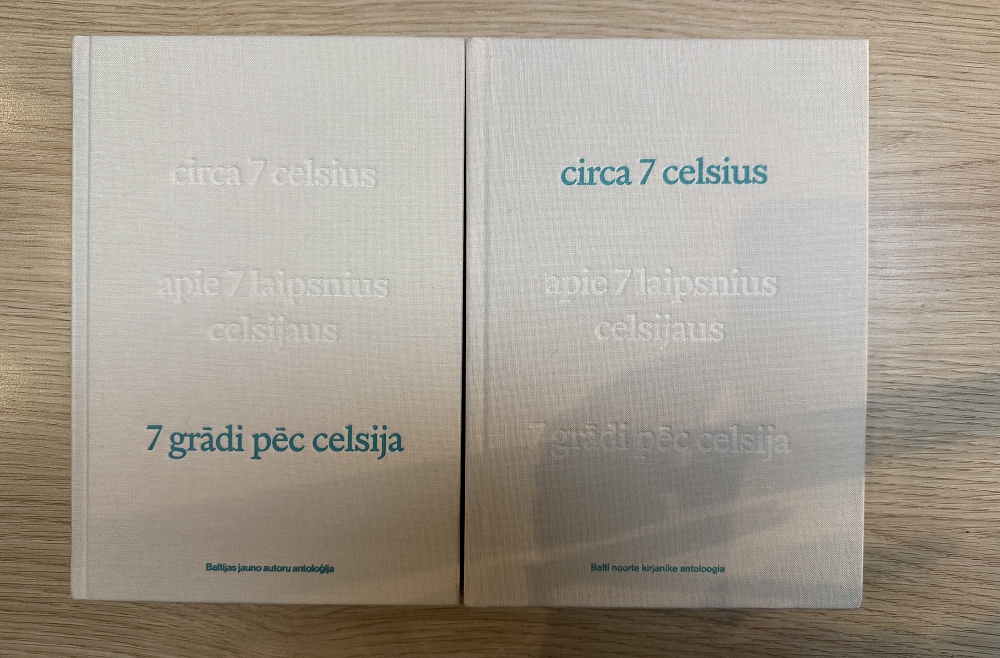 circa 7 celsius
apie 7 laipsnius
celsijaus
7 grādi pēc celsija
Baltijas jauno autoru antoloģija
circa 7 celsius
apie 7 laipsnius
celsijaus
7 grādi pēc celsija
Balti noorte kirjanike antoloogia